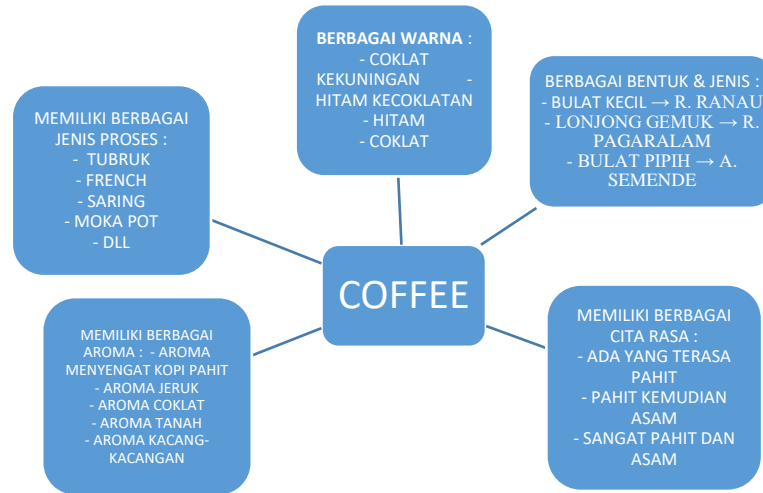 BERBAGAI WARNA :
- COKLAT
KEKUNINGAN -
HITAM KECOKLATAN
- HITAM
- COKLAT
BERBAGAI BENTUK & JENIS :
- BULAT KECIL → R. RANAU
- LONJONG GEMUK → R.
PAGARALAM
- BULAT PIPIH → A.
SEMENDE
MEMILIKI BERBAGAI
JENIS PROSES :
- TUBRUK
- FRENCH
- SARING
- MOKA POT
- DLL
COFFEE
MEMILIKI BERBAGAI
AROMA : - AROMA
MENYENGAT KOPI PAHIT
- AROMA JERUK
- AROMA COKLAT
- AROMA TANAH
- AROMA KACANG-
KACANGAN
MEMILIKI BERBAGAI
CITA RASA :
- ADA YANG TERASA
PAHIT
- PAHIT KEMUDIAN
ASAM
- SANGAT PAHIT DAN
ASAM